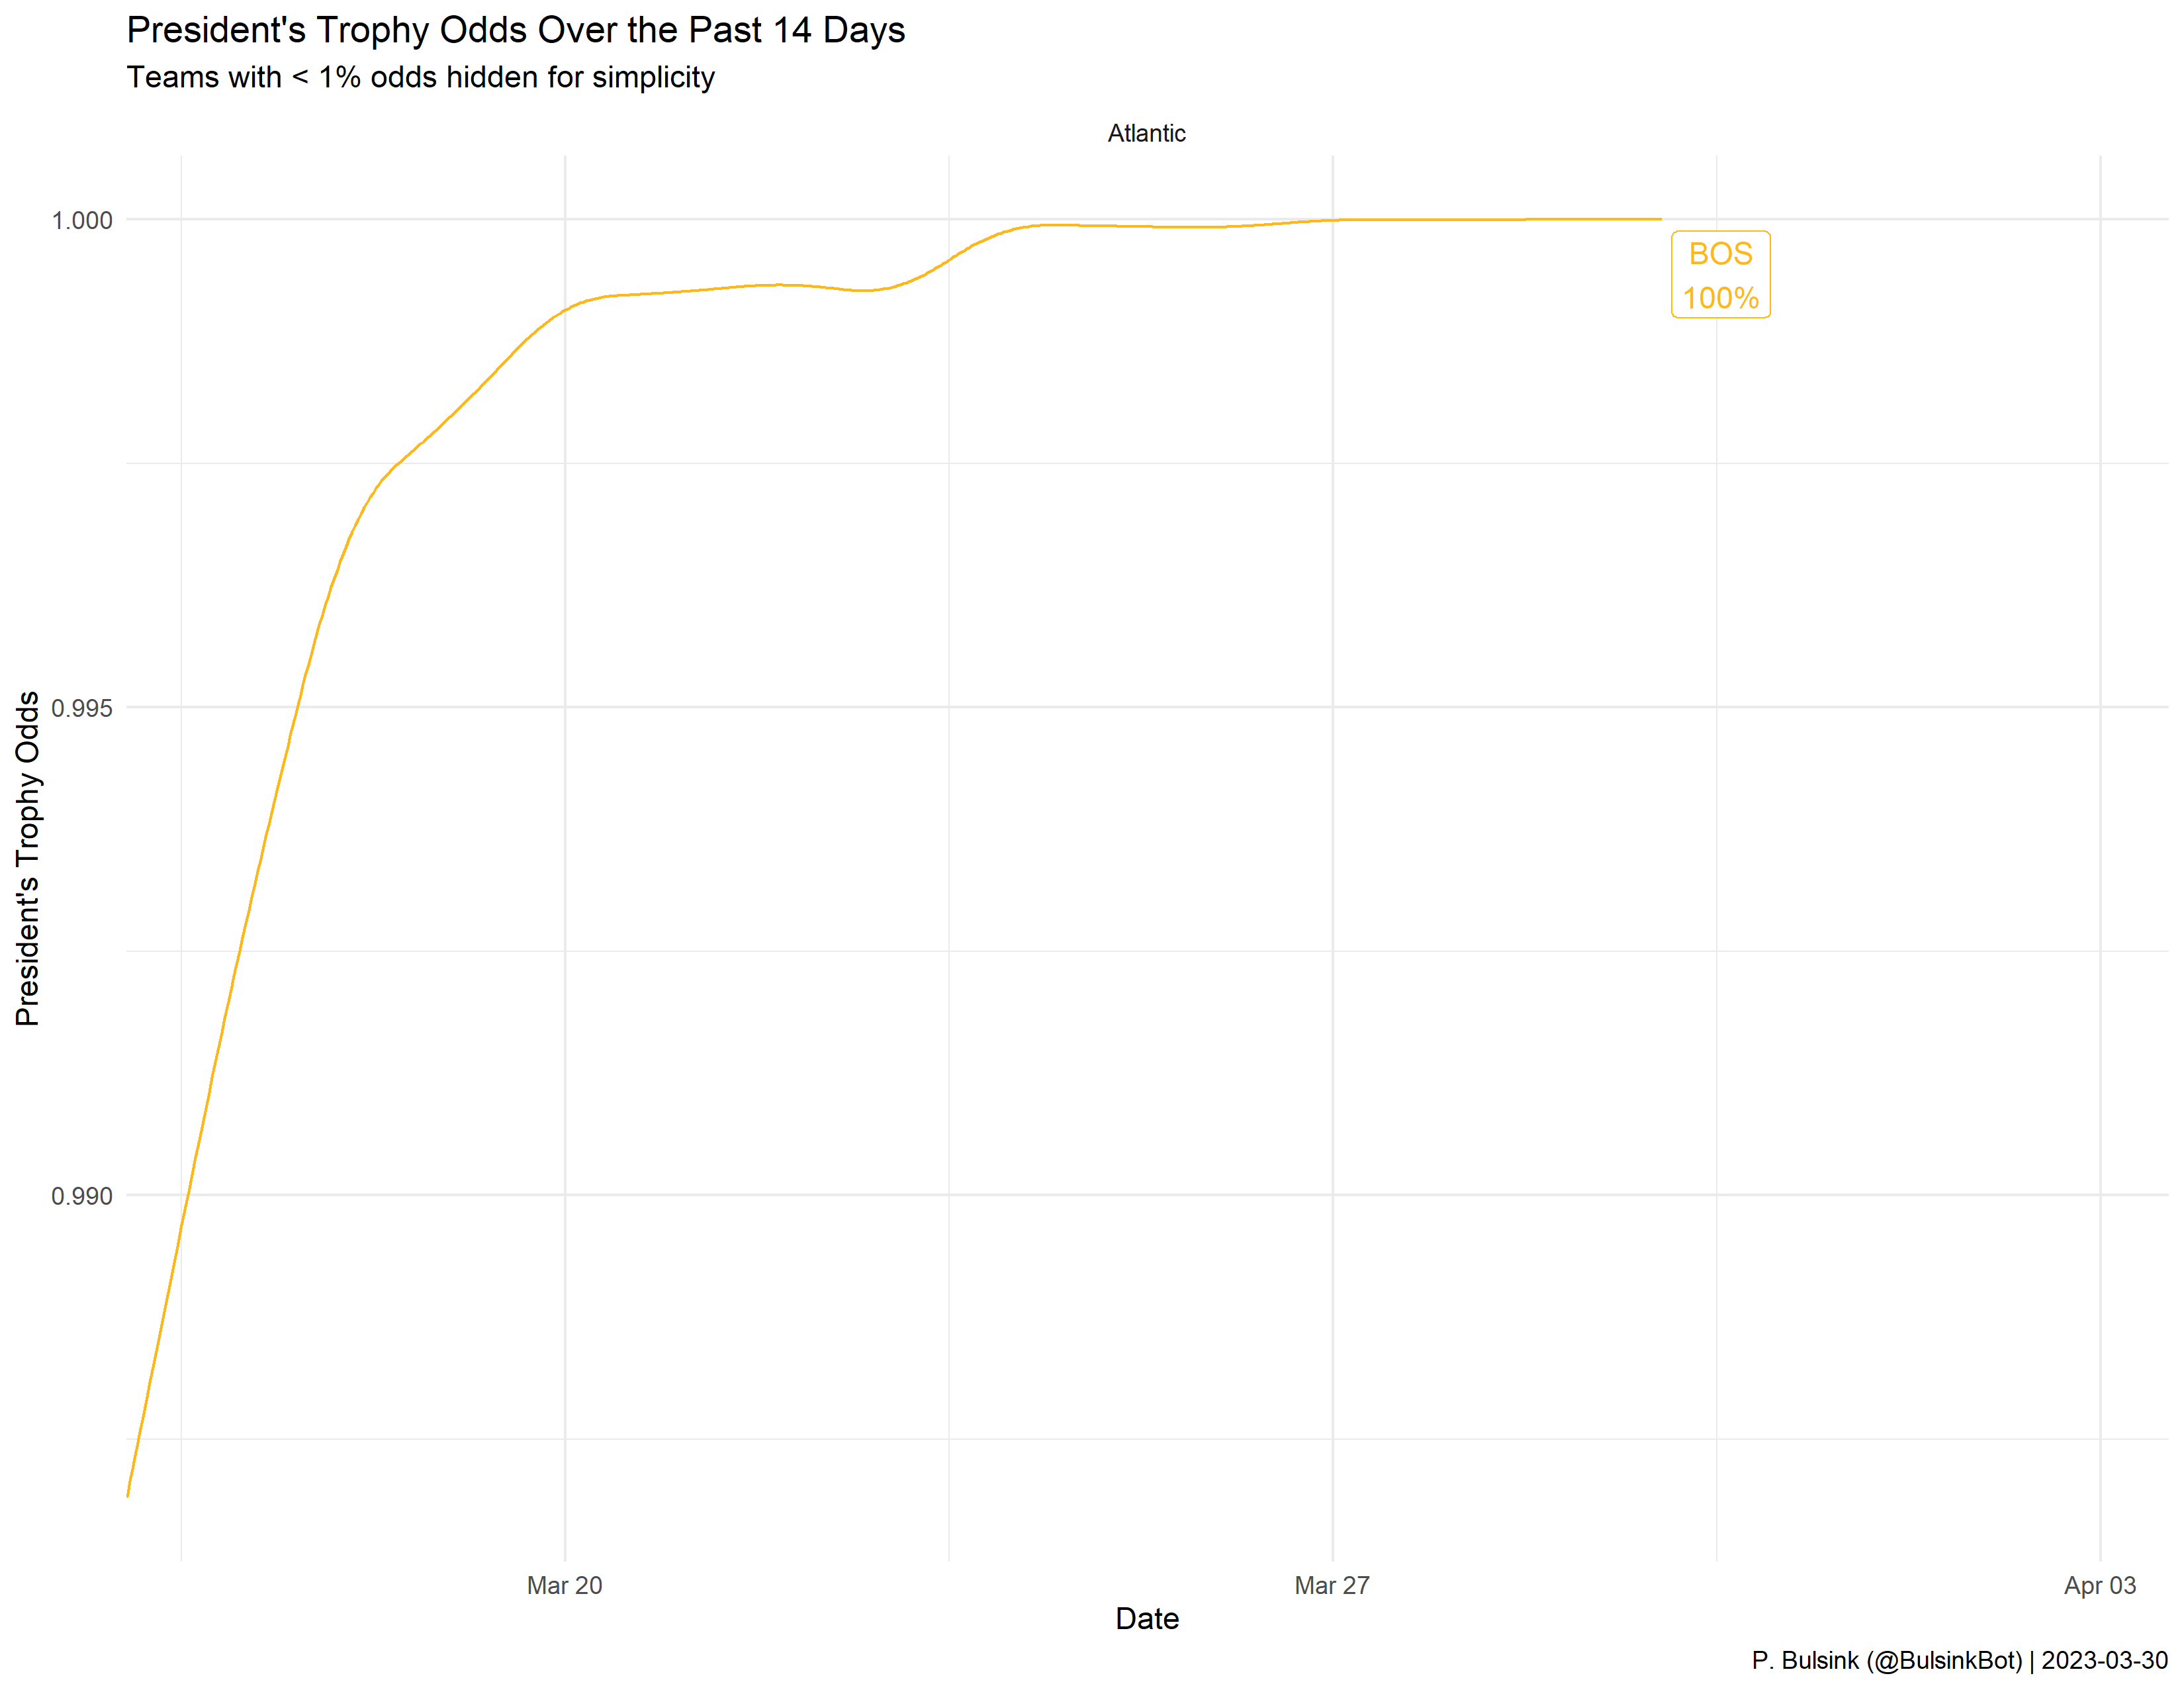 President's Trophy Odds Over the Past 14 Days
Teams with < 1% odds hidden for simplicity
Atlantic
1.000
0.995
0.990
President's Trophy Odds
BOS
100%
Mar 20
Mar 27
Apr 03
Date
P. Bulsink (@BulsinkBot) | 2023-03-30